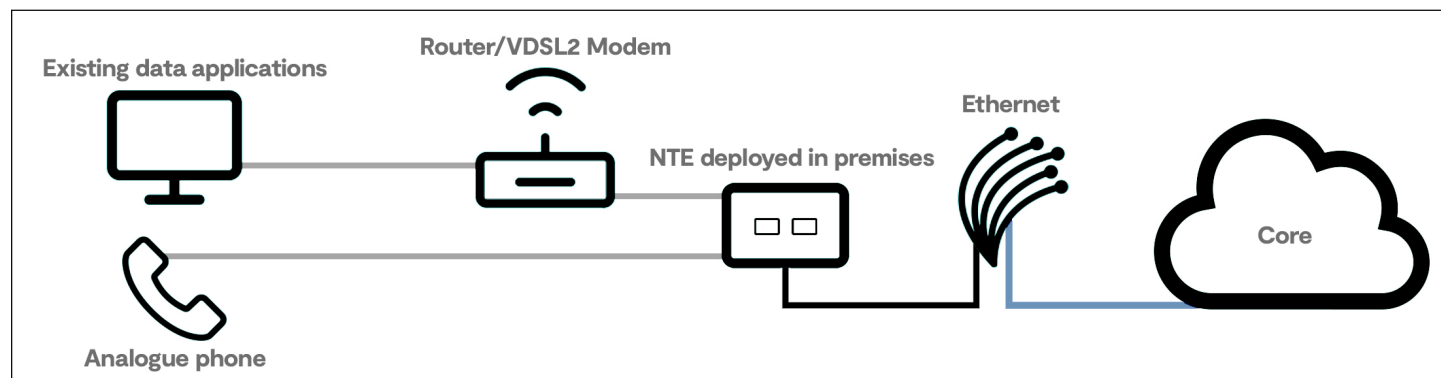 Router/VDSL2 Modem
Existing data applications
Ethernet
NTE deployed in premises
Core
Analogue phone